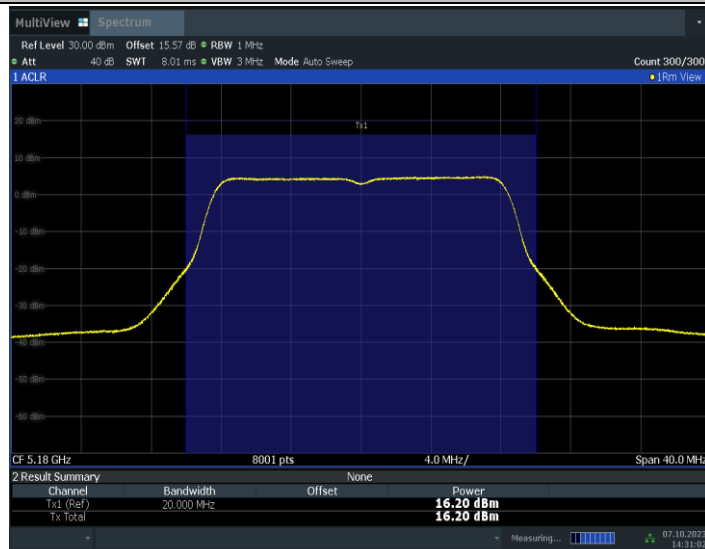 MultiView Spectrum
Ref Level 30.00 dBm Offset 15.57 dB RBW 1 MHz
Att 40 dB SWT 8.01 ms VBW 3 MHz Mode Auto Sweep Count 300/300
1 ACLR 1Rm View
Tx1
20 dBm
10 dBm
0 dBm
-10 dBm
-20 dBm
-30 dBm
-40 dBm
-50 dBm
-60 dBm
CF 5.18 GHz 8001 pts 4.0 MHz/ Span 40.0 MHz
2 Result Summary None
Channel Bandwidth Offset Power
Tx1 (Ref) 20.000 MHz 16.20 dBm
Tx Total 16.20 dBm
Measuring... 07.10.2023
14:31:02